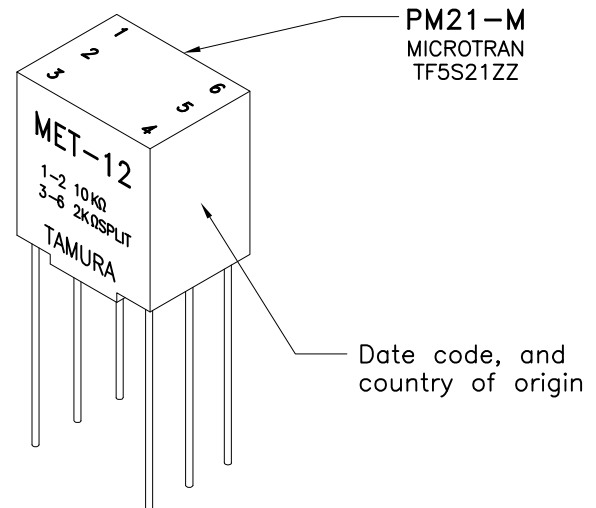 PM21-M
MICROTRAN
TF5S21ZZ
1
2
3
6
5
4
MET-12
1-2 10KΩ
3-6 2KΩSPLIT
TAMURA
Date code, and
country of origin